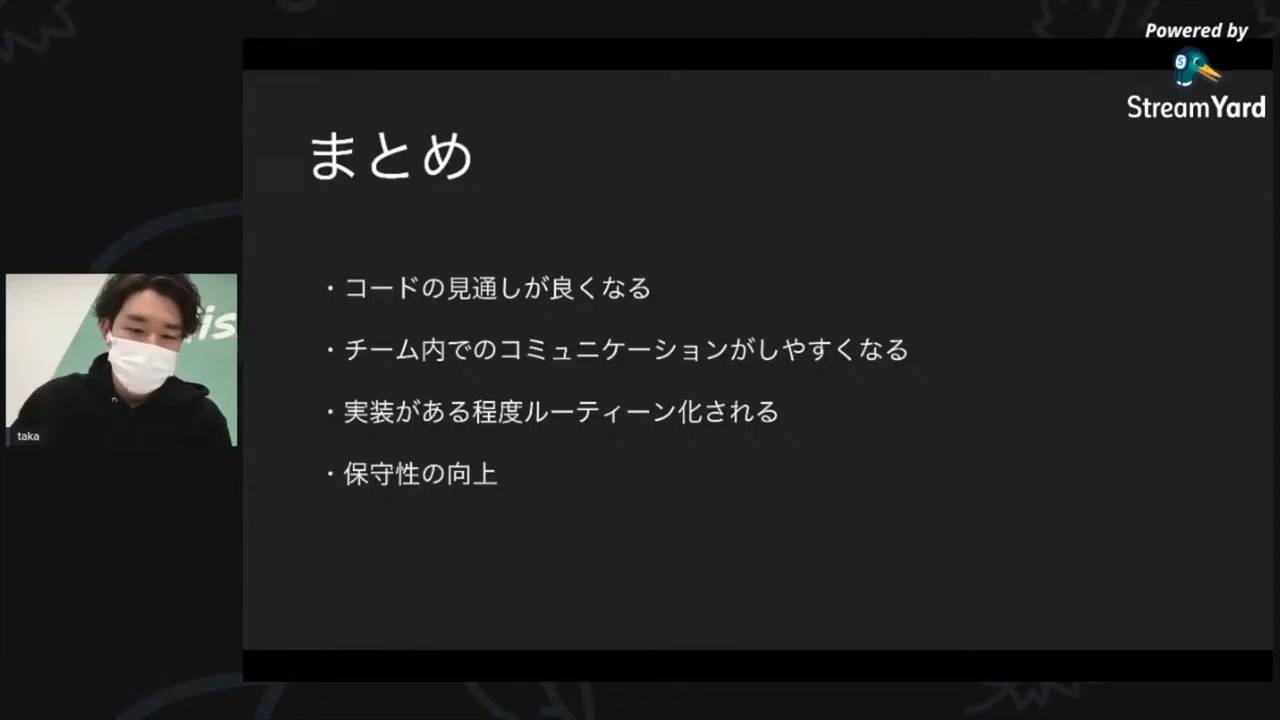 Powered by
StreamYard
まとめ
・コードの見通しが良くなる
・チーム内でのコミュニケーションがしやすくなる
・実装がある程度ルーティーン化される
・保守性の向上
is
taka